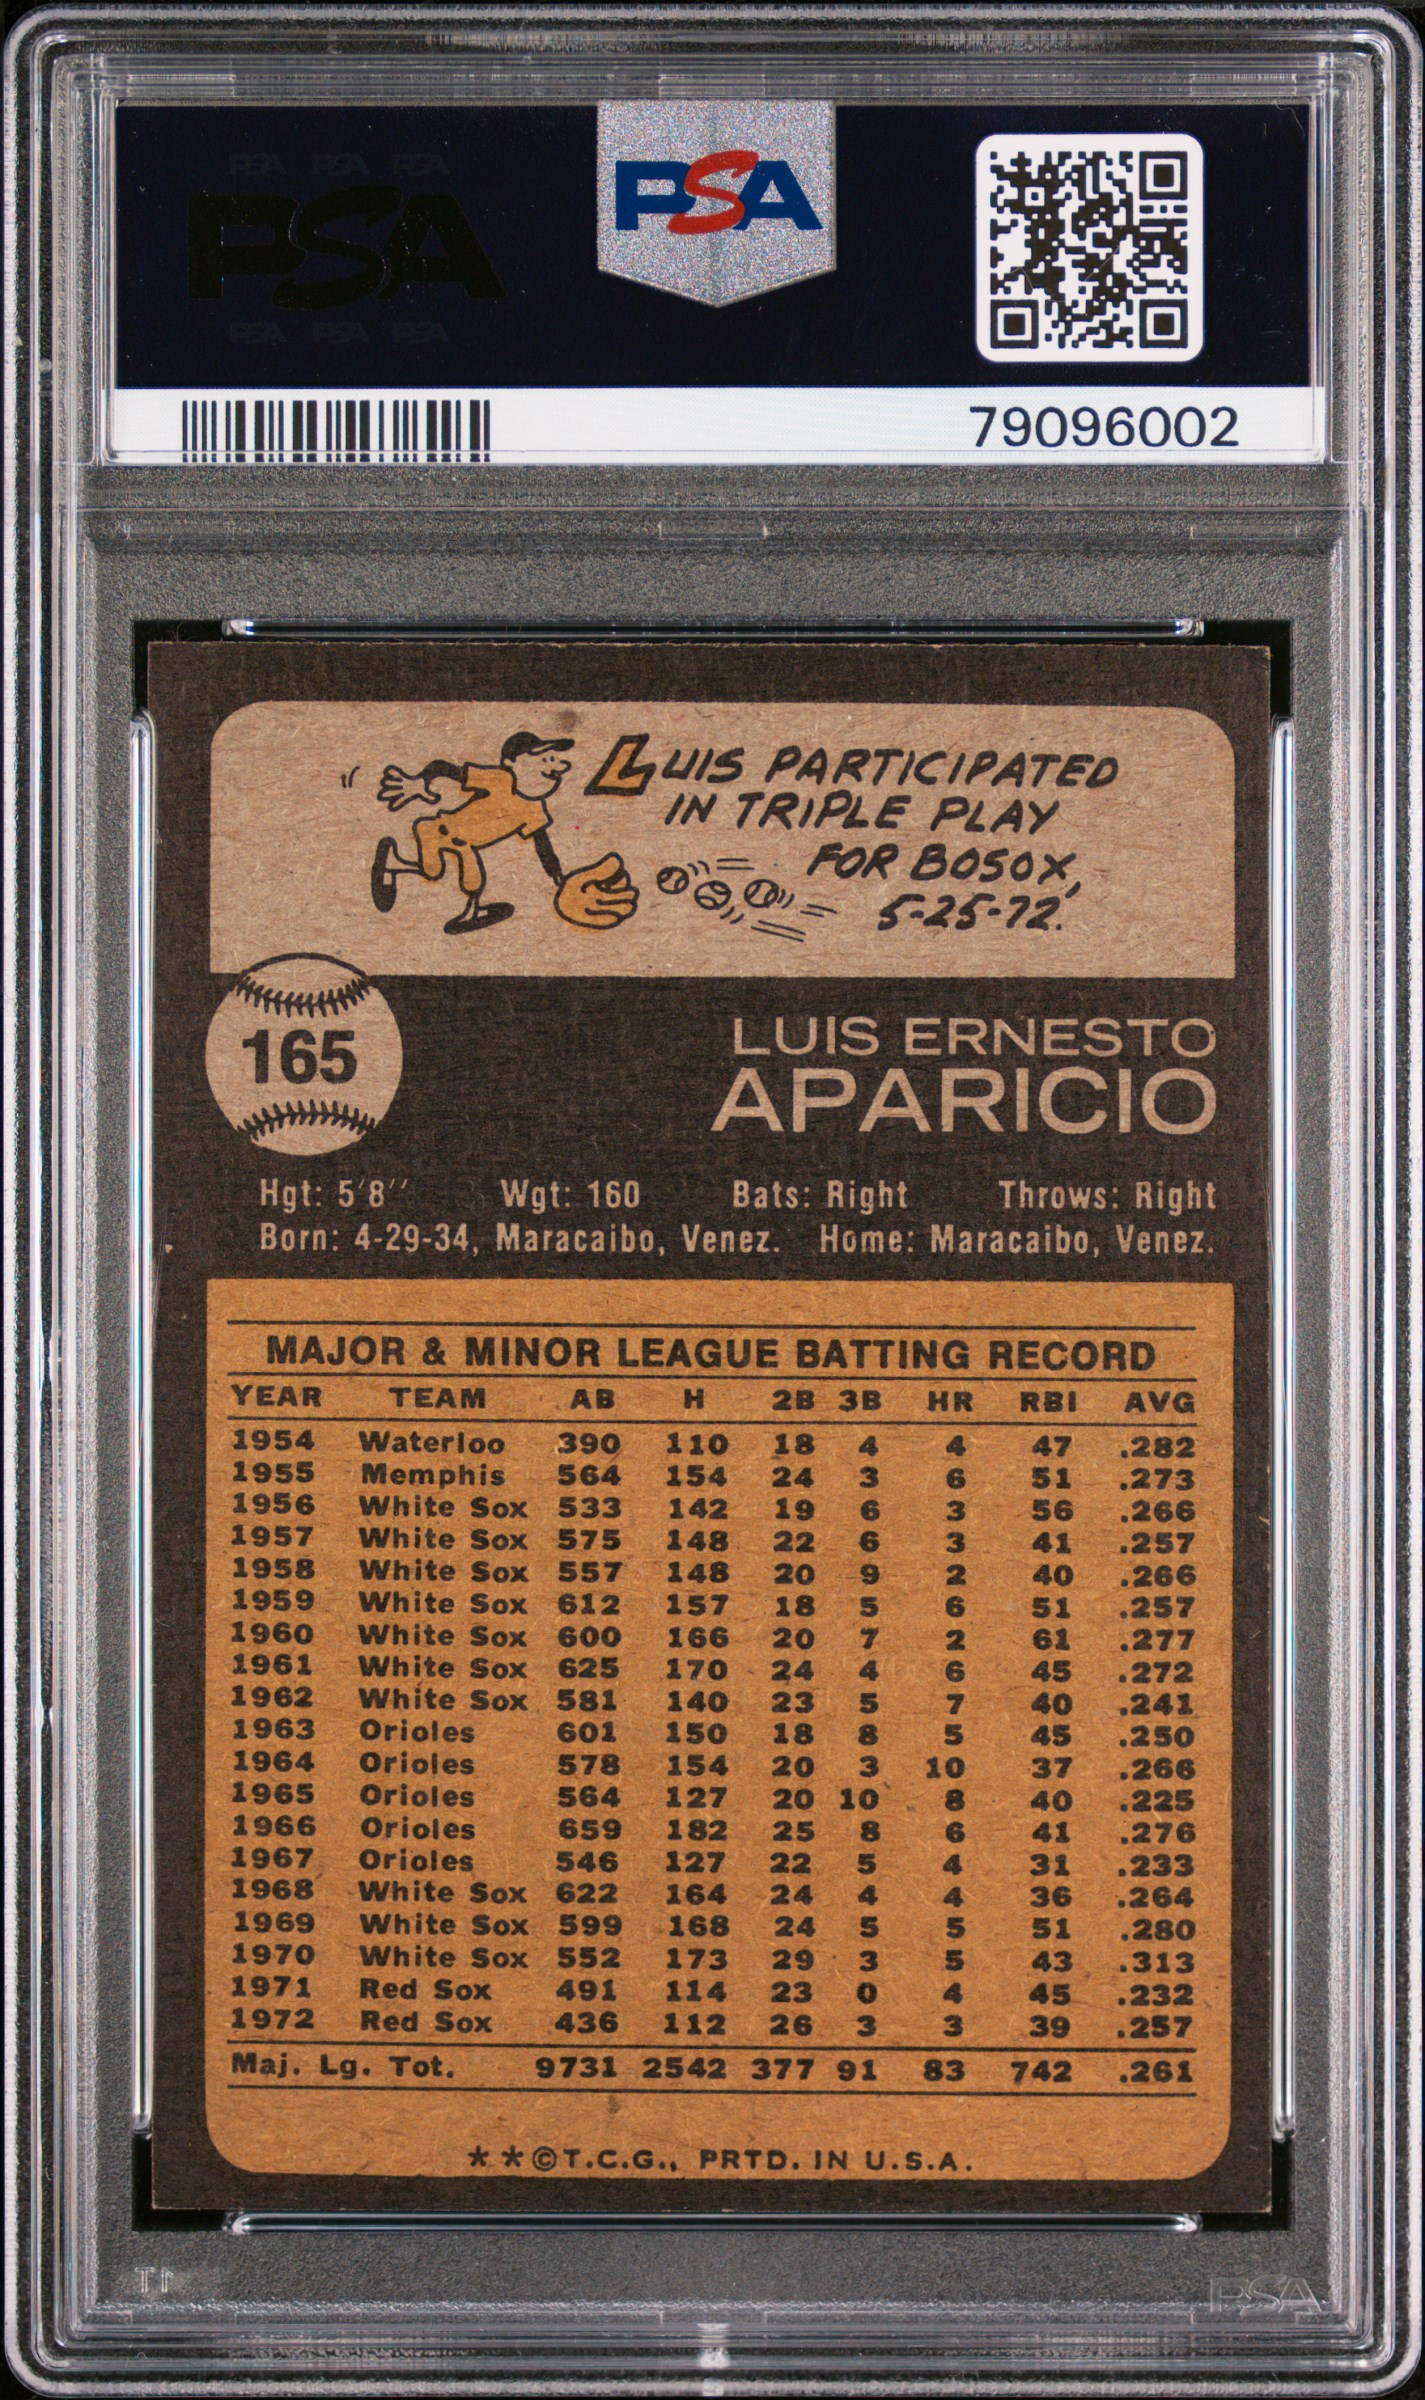 PSA PSA PSA
PSA
PSA PSA PSA
PSA
79096002
LUIS PARTICIPATED
IN TRIPLE PLAY
FOR BOSOX,
5-25-72.
165
LUIS ERNESTO
APARICIO
Hgt: 5'8'' Wgt: 160 Bats: Right Throws: Right
Born: 4-29-34, Maracaibo, Venez. Home: Maracaibo, Venez.
MAJOR & MINOR LEAGUE BATTING RECORD
YEAR TEAM AB H 2B 3B HR RBI AVG
1954 Waterloo 390 110 18 4 4 47 .282
1955 Memphis 564 154 24 3 6 51 .273
1956 White Sox 533 142 19 6 3 56 .266
1957 White Sox 575 148 22 6 3 41 .257
1958 White Sox 557 148 20 9 2 40 .266
1959 White Sox 612 157 18 5 6 51 .257
1960 White Sox 600 166 20 7 2 61 .277
1961 White Sox 625 170 24 4 6 45 .272
1962 White Sox 581 140 23 5 7 40 .241
1963 Orioles 601 150 18 8 5 45 .250
1964 Orioles 578 154 20 3 10 37 .266
1965 Orioles 564 127 20 10 8 40 .225
1966 Orioles 659 182 25 8 6 41 .276
1967 Orioles 546 127 22 5 4 31 .233
1968 White Sox 622 164 24 4 4 36 .264
1969 White Sox 599 168 24 5 5 51 .280
1970 White Sox 552 173 29 3 5 43 .313
1971 Red Sox 491 114 23 0 4 45 .232
1972 Red Sox 436 112 26 3 3 39 .257
Maj. Lg. Tot. 9731 2542 377 91 83 742 .261
**©T.C.G., PRTD. IN U.S.A.
PSA